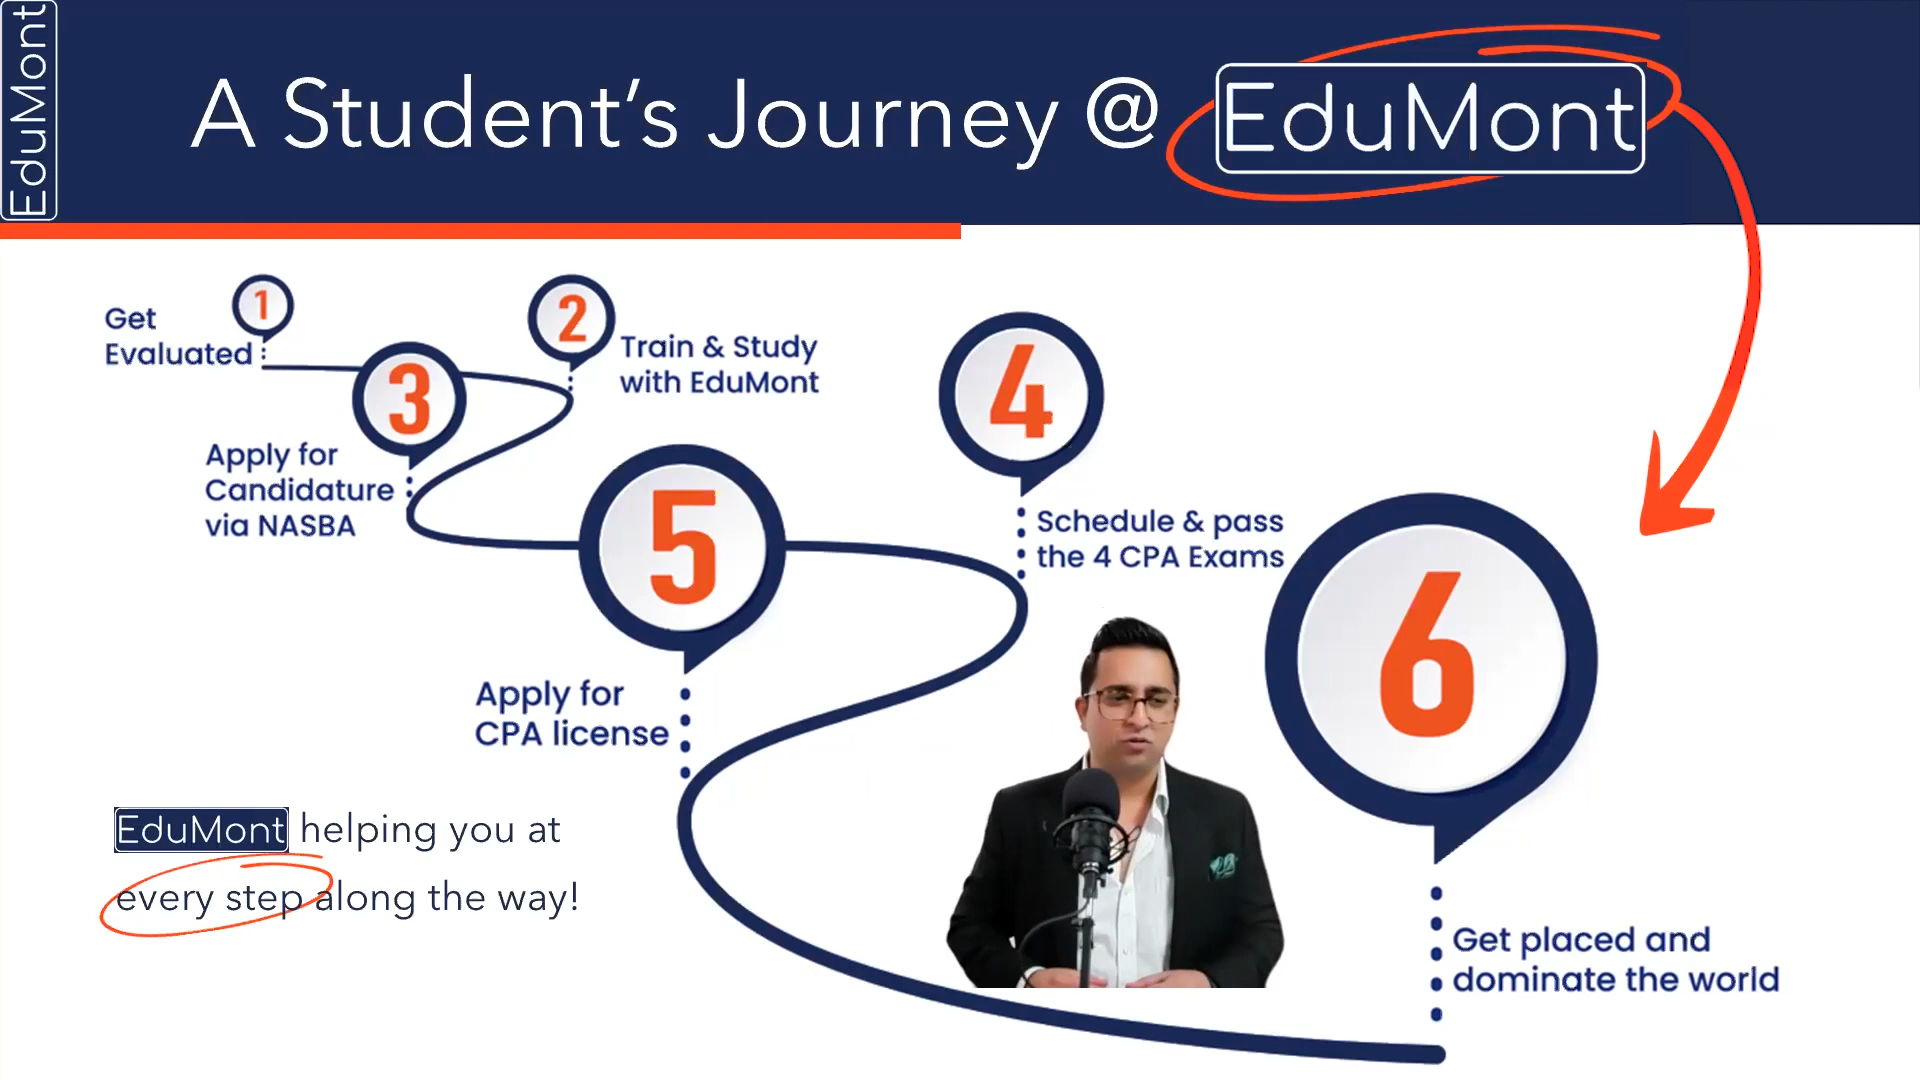 EduMont
A Student's Journey @ EduMont
1
Get
Evaluated
2
Train & Study
with EduMont
3
Apply for
Candidature
via NASBA
4
Schedule & pass
the 4 CPA Exams
5
Apply for
CPA license
6
Get placed and
dominate the world
EduMont helping you at
every step along the way!